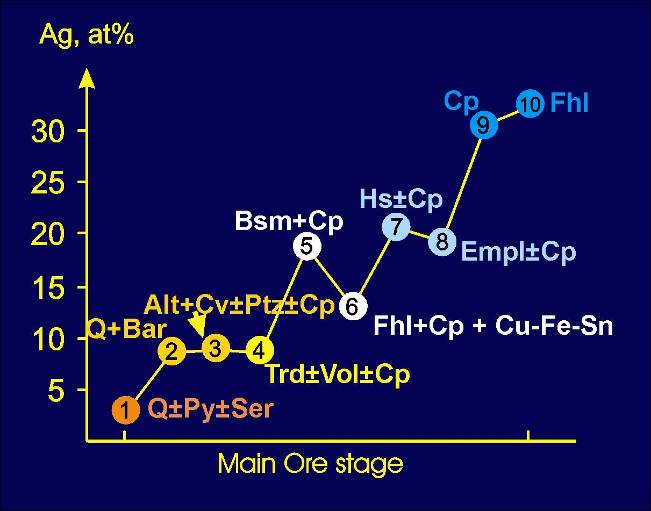 Ag, at%
30
25
20
15
10
5
Cp
9
10
Fhl
Hs±Cp
7
8
Empl±Cp
Bsm+Cp
5
6
Fhl+Cp + Cu-Fe-Sn
Alt+Cv±Ptz±Cp
Q+Bar
2
3
4
Trd±Vol±Cp
1
Q±Py±Ser
Main Ore stage